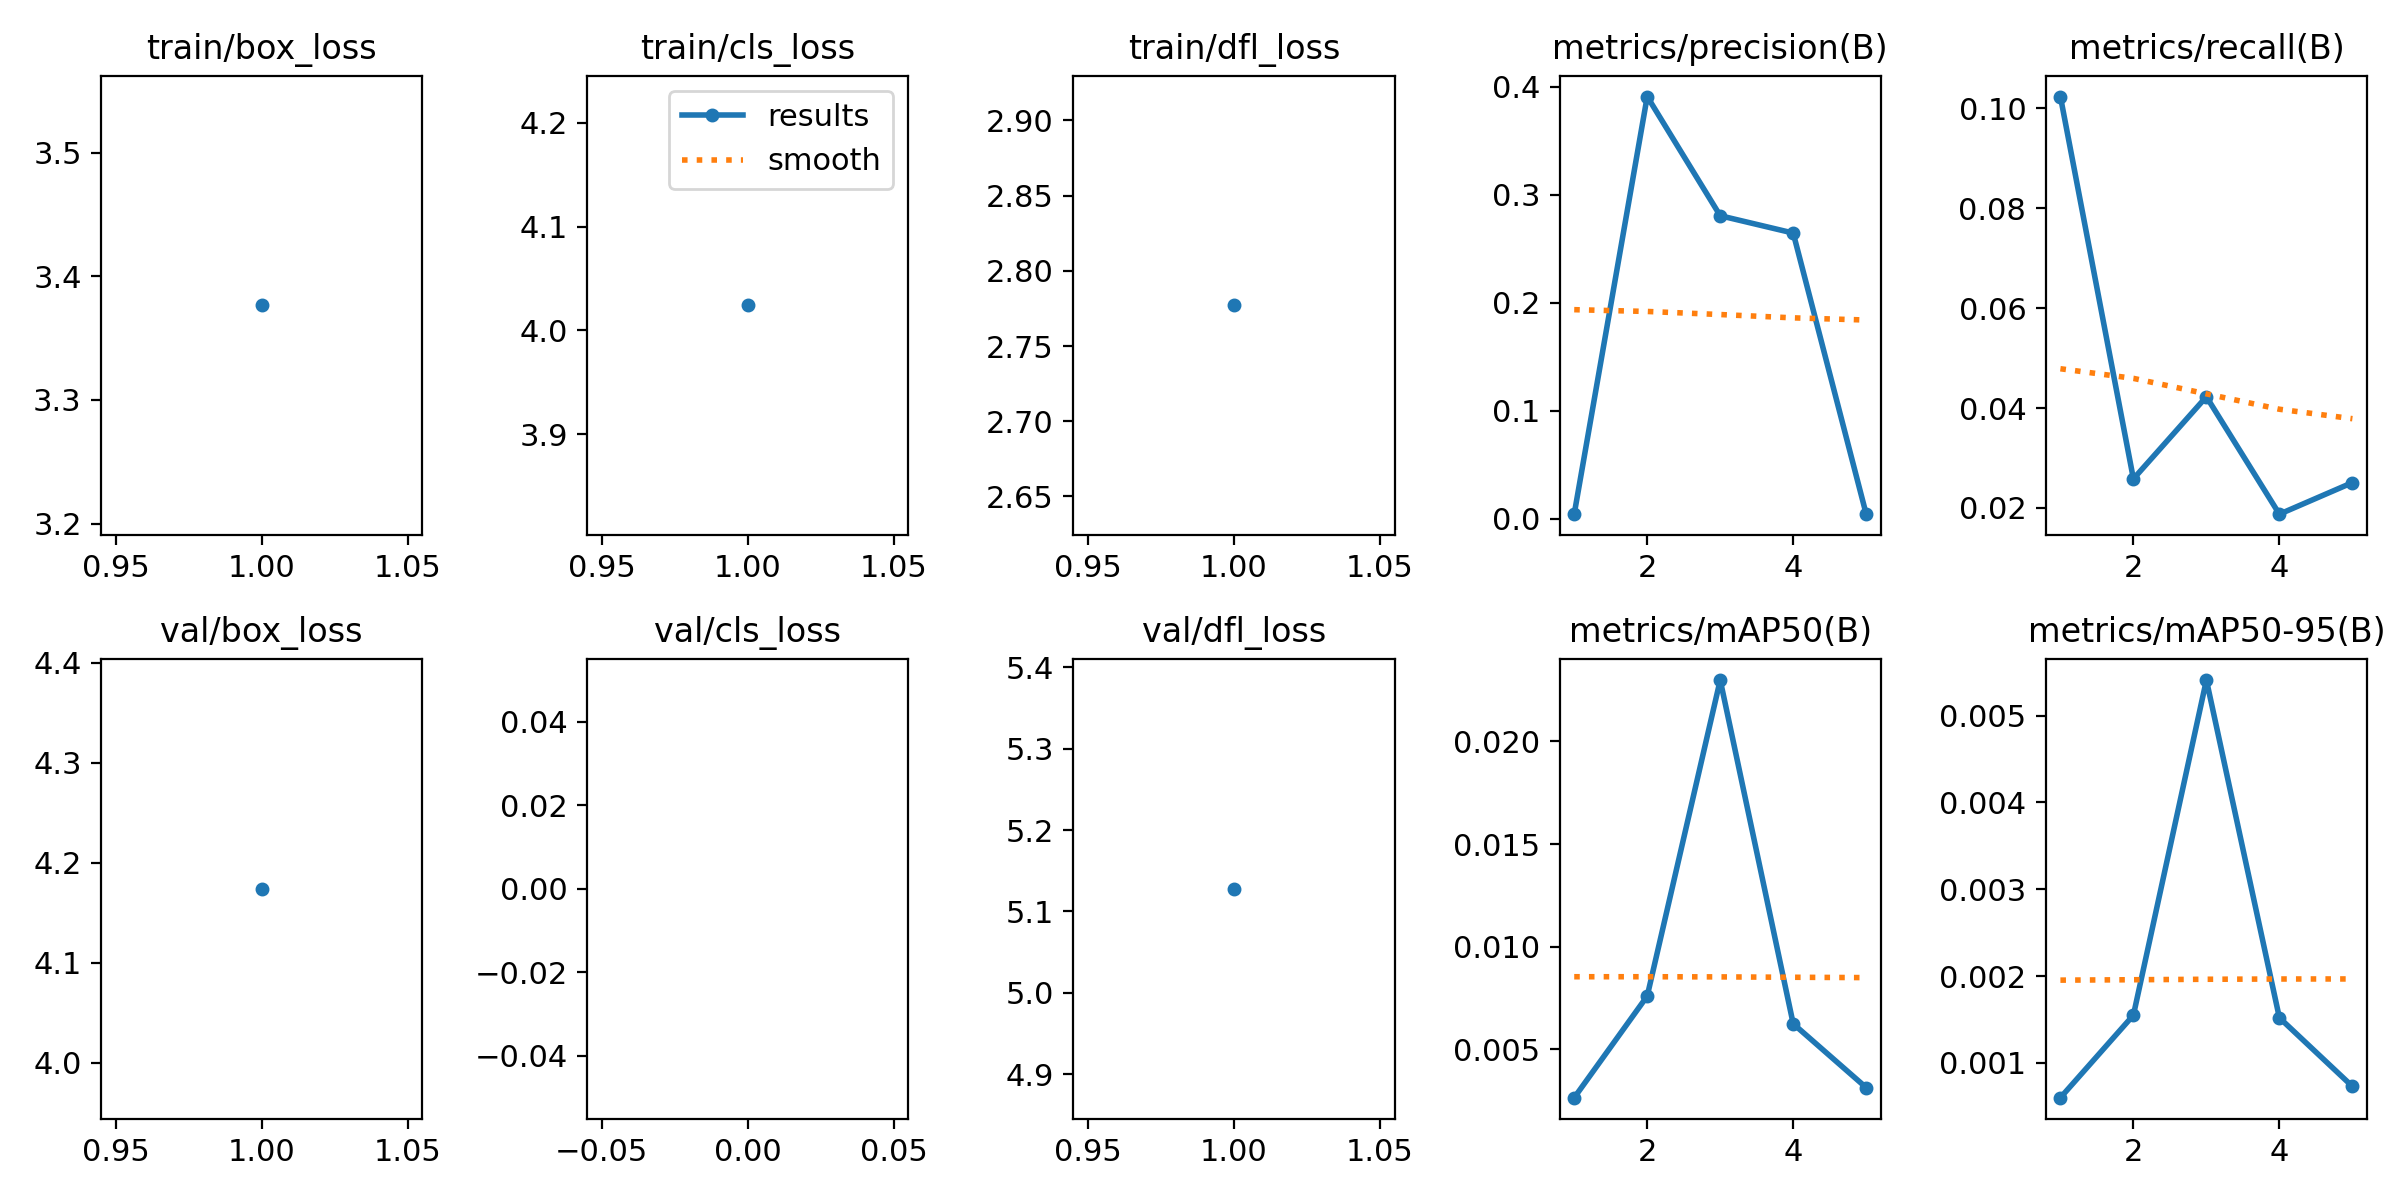 train/box_loss
3.5
3.4
3.3
3.2
0.95 1.00 1.05
train/cls_loss
results
smooth
4.2
4.1
4.0
3.9
0.95 1.00 1.05
train/dfl_loss
2.90
2.85
2.80
2.75
2.70
2.65
0.95 1.00 1.05
metrics/precision(B)
0.4
0.3
0.2
0.1
0.0
2 4
metrics/recall(B)
0.10
0.08
0.06
0.04
0.02
2 4
val/box_loss
4.4
4.3
4.2
4.1
4.0
0.95 1.00 1.05
val/cls_loss
0.04
0.02
0.00
−0.02
−0.04
−0.05 0.00 0.05
val/dfl_loss
5.4
5.3
5.2
5.1
5.0
4.9
0.95 1.00 1.05
metrics/mAP50(B)
0.020
0.015
0.010
0.005
2 4
metrics/mAP50-95(B)
0.005
0.004
0.003
0.002
0.001
2 4